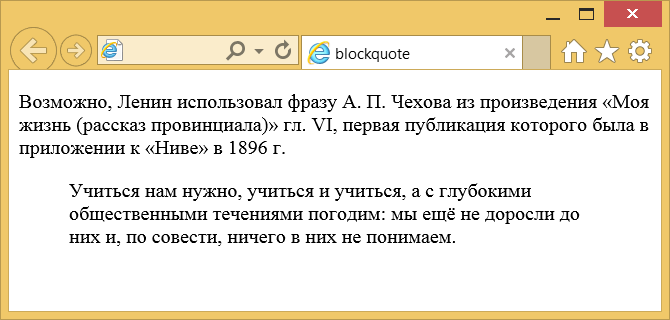 blockquote
Возможно, Ленин использовал фразу А. П. Чехова из произведения «Моя
жизнь (рассказ провинциала)» гл. VI, первая публикация которого была в
приложении к «Ниве» в 1896 г.
Учиться нам нужно, учиться и учиться, а с глубокими
общественными течениями погодим: мы ещё не доросли до
них и, по совести, ничего в них не понимаем.